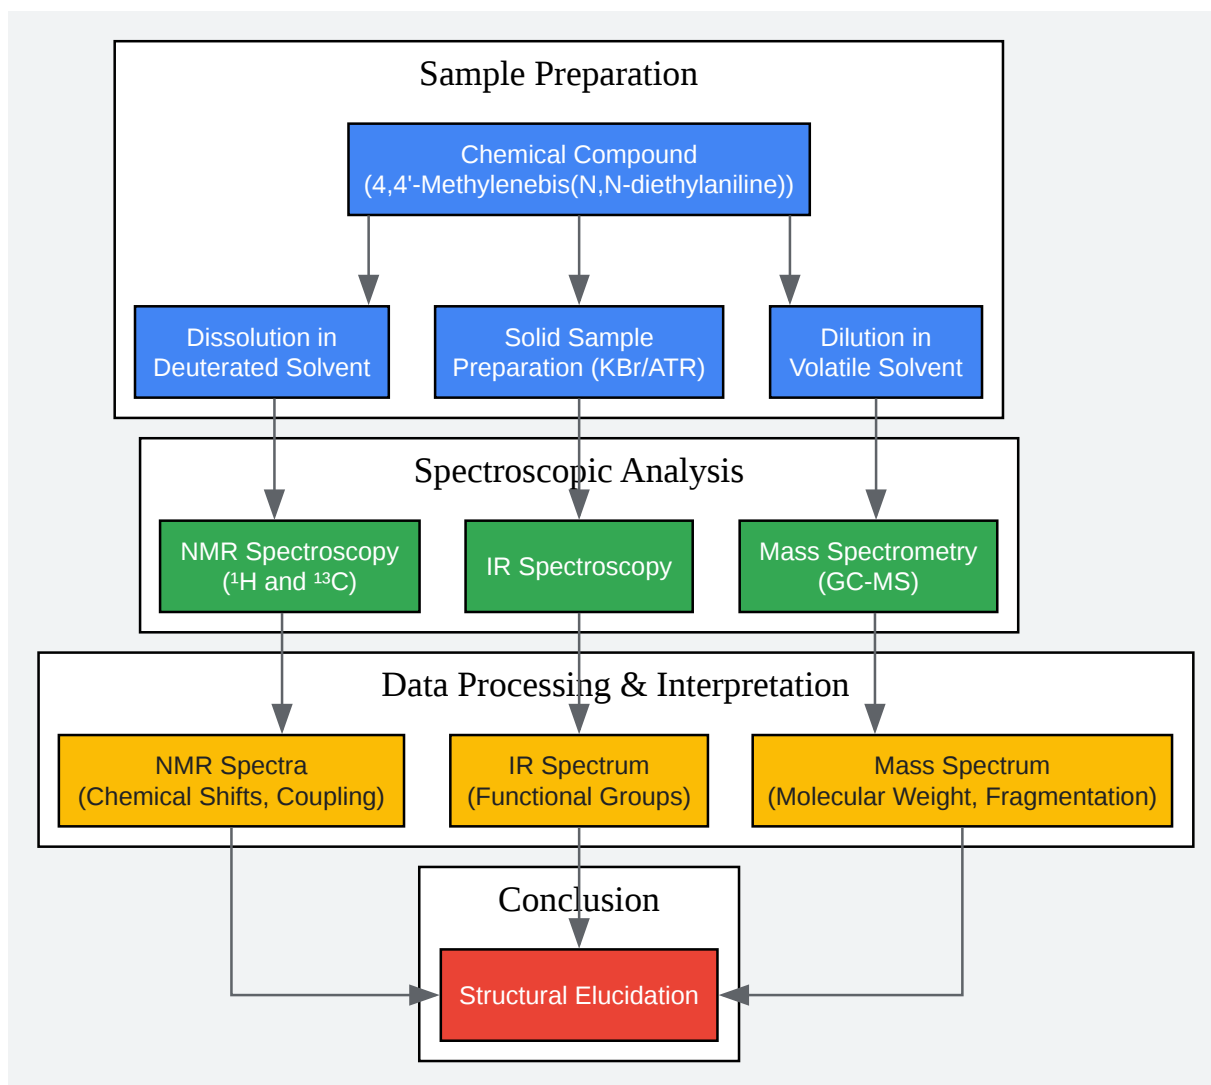 Sample Preparation
Chemical Compound
(4,4'-Methylenebis(N,N-diethylaniline))
Dissolution in
Deuterated Solvent
Solid Sample
Preparation (KBr/ATR)
Dilution in
Volatile Solvent
Spectroscopic Analysis
NMR Spectroscopy
(¹H and ¹³C)
IR Spectroscopy
Mass Spectrometry
(GC-MS)
Data Processing & Interpretation
NMR Spectra
(Chemical Shifts, Coupling)
IR Spectrum
(Functional Groups)
Mass Spectrum
(Molecular Weight, Fragmentation)
Conclusion
Structural Elucidation